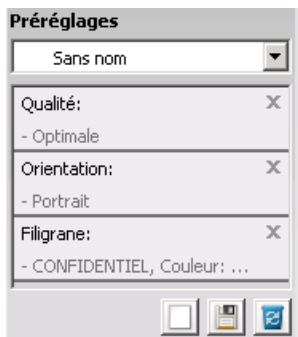 Préréglages
Sans nom
Qualité:
- Optimale
Orientation:
- Portrait
Filigrane:
- CONFIDENTIEL, Couleur: ...